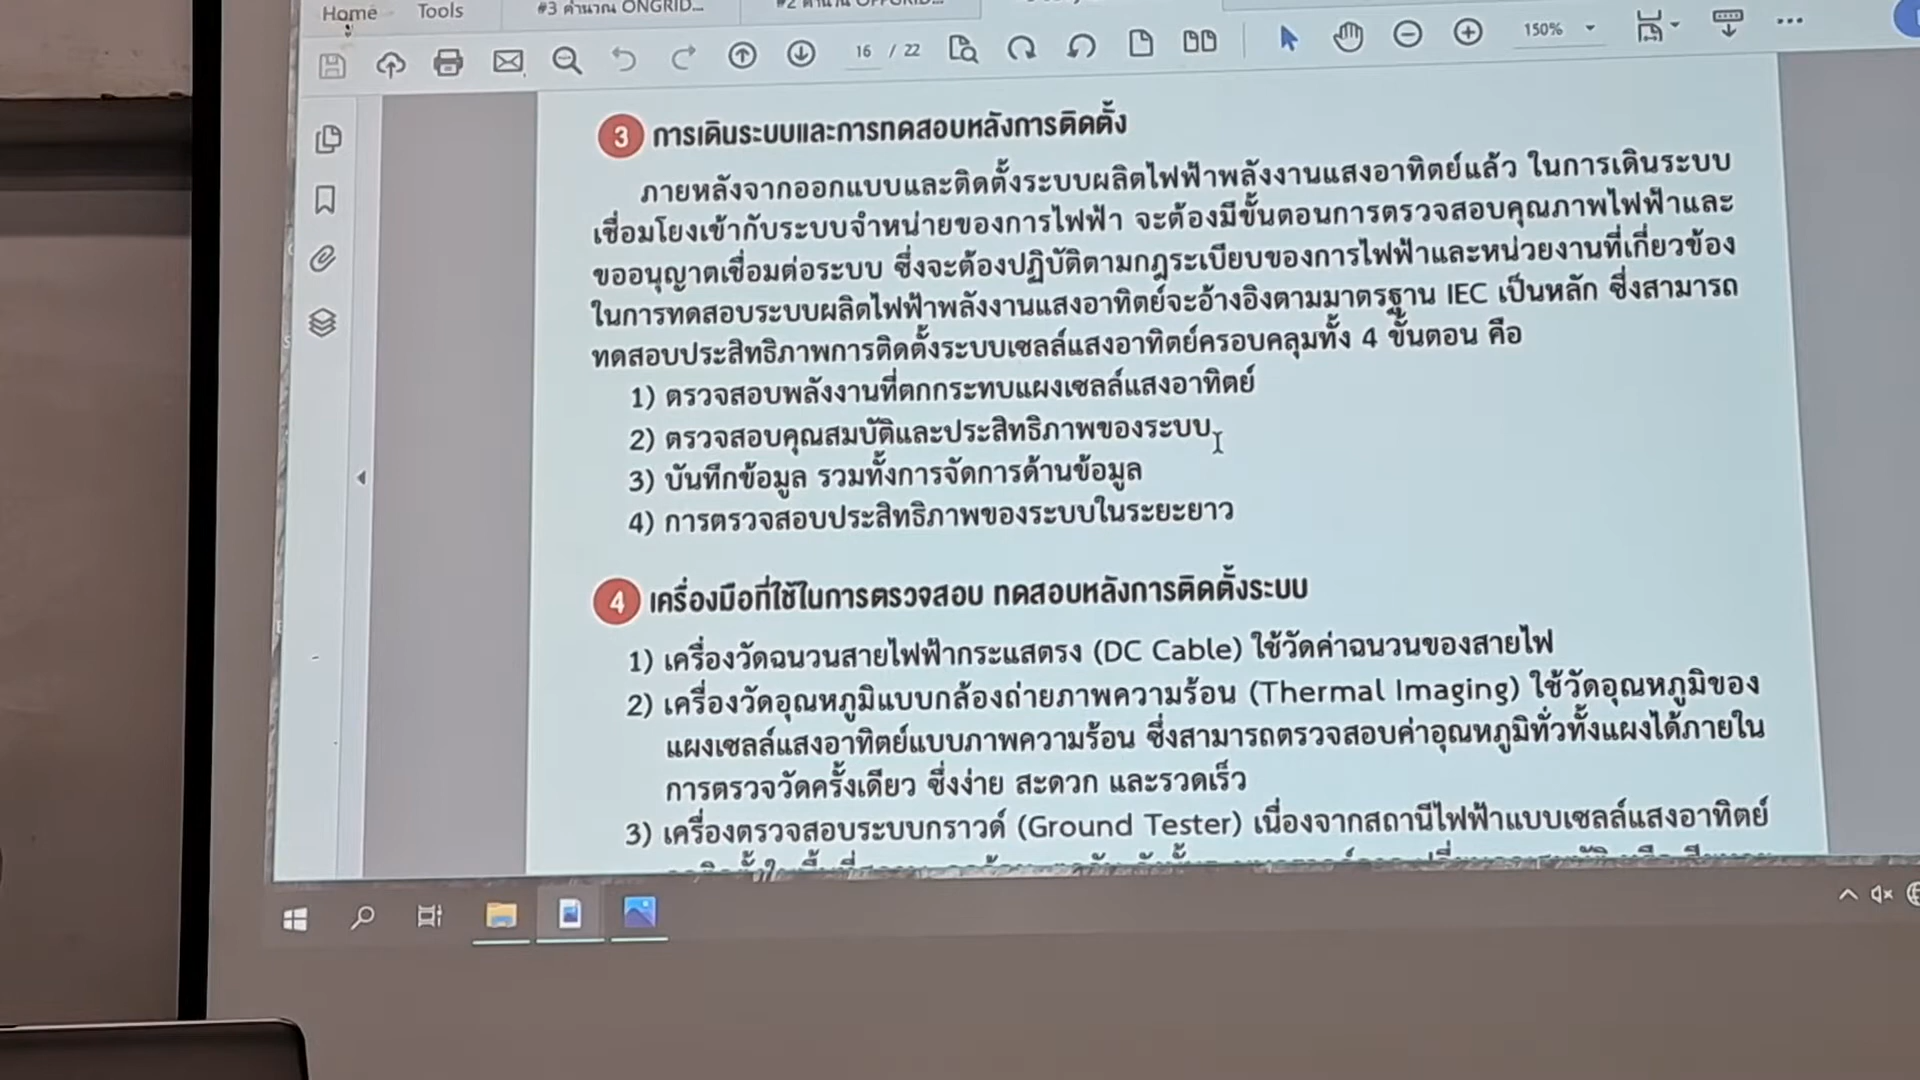 Home
Tools
#3 คำนวณ ONGRID...
16 / 22
150%
3 การเดินระบบและการทดสอบหลังการติดตั้ง
ภายหลังจากออกแบบและติดตั้งระบบผลิตไฟฟ้าพลังงานแสงอาทิตย์แล้ว ในการเดินระบบ
เชื่อมโยงเข้ากับระบบจำหน่ายของการไฟฟ้า จะต้องมีขั้นตอนการตรวจสอบคุณภาพไฟฟ้าและ
ขออนุญาตเชื่อมต่อระบบ ซึ่งจะต้องปฏิบัติตามกฎระเบียบของการไฟฟ้าและหน่วยงานที่เกี่ยวข้อง
ในการทดสอบระบบผลิตไฟฟ้าพลังงานแสงอาทิตย์จะอ้างอิงตามมาตรฐาน IEC เป็นหลัก ซึ่งสามารถ
ทดสอบประสิทธิภาพการติดตั้งระบบเซลล์แสงอาทิตย์ครอบคลุมทั้ง 4 ขั้นตอน คือ
1) ตรวจสอบพลังงานที่ตกกระทบแผงเซลล์แสงอาทิตย์
2) ตรวจสอบคุณสมบัติและประสิทธิภาพของระบบ
3) บันทึกข้อมูล รวมทั้งการจัดการด้านข้อมูล
4) การตรวจสอบประสิทธิภาพของระบบในระยะยาว
4 เครื่องมือที่ใช้ในการตรวจสอบ ทดสอบหลังการติดตั้งระบบ
1) เครื่องวัดฉนวนสายไฟฟ้ากระแสตรง (DC Cable) ใช้วัดค่าฉนวนของสายไฟ
2) เครื่องวัดอุณหภูมิแบบกล้องถ่ายภาพความร้อน (Thermal Imaging) ใช้วัดอุณหภูมิของ
แผงเซลล์แสงอาทิตย์แบบภาพความร้อน ซึ่งสามารถตรวจสอบค่าอุณหภูมิทั่วทั้งแผงได้ภายใน
การตรวจวัดครั้งเดียว ซึ่งง่าย สะดวก และรวดเร็ว
3) เครื่องตรวจสอบระบบกราวด์ (Ground Tester) เนื่องจากสถานีไฟฟ้าแบบเซลล์แสงอาทิตย์